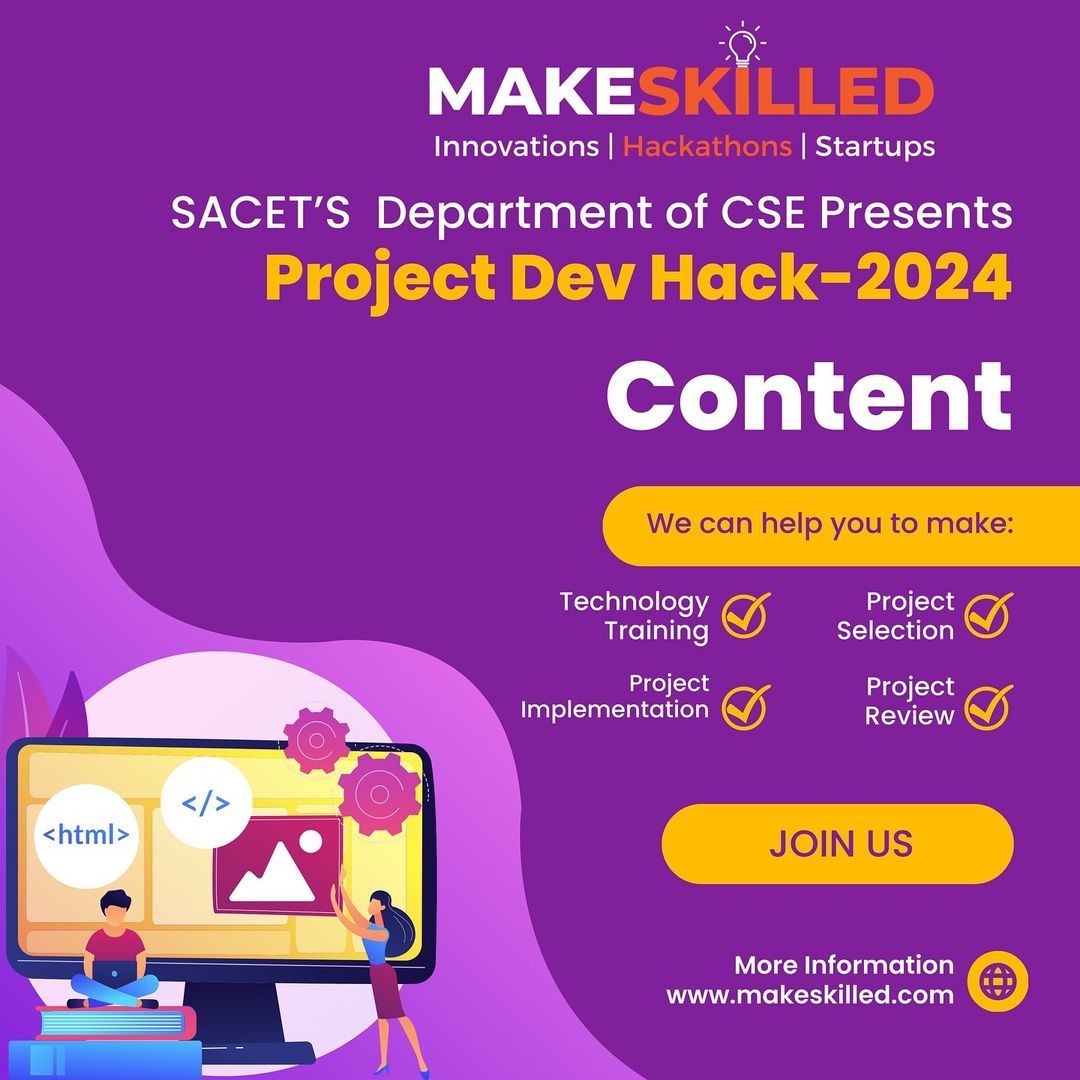 MAKESKILLED
Innovations | Hackathons | Startups
SACET’S Department of CSE Presents
Project Dev Hack-2024
Content
We can help you to make:
Technology
Training
Project
Selection
Project
Implementation
Project
Review
<html>
</>
JOIN US
More Information
www.makeskilled.com